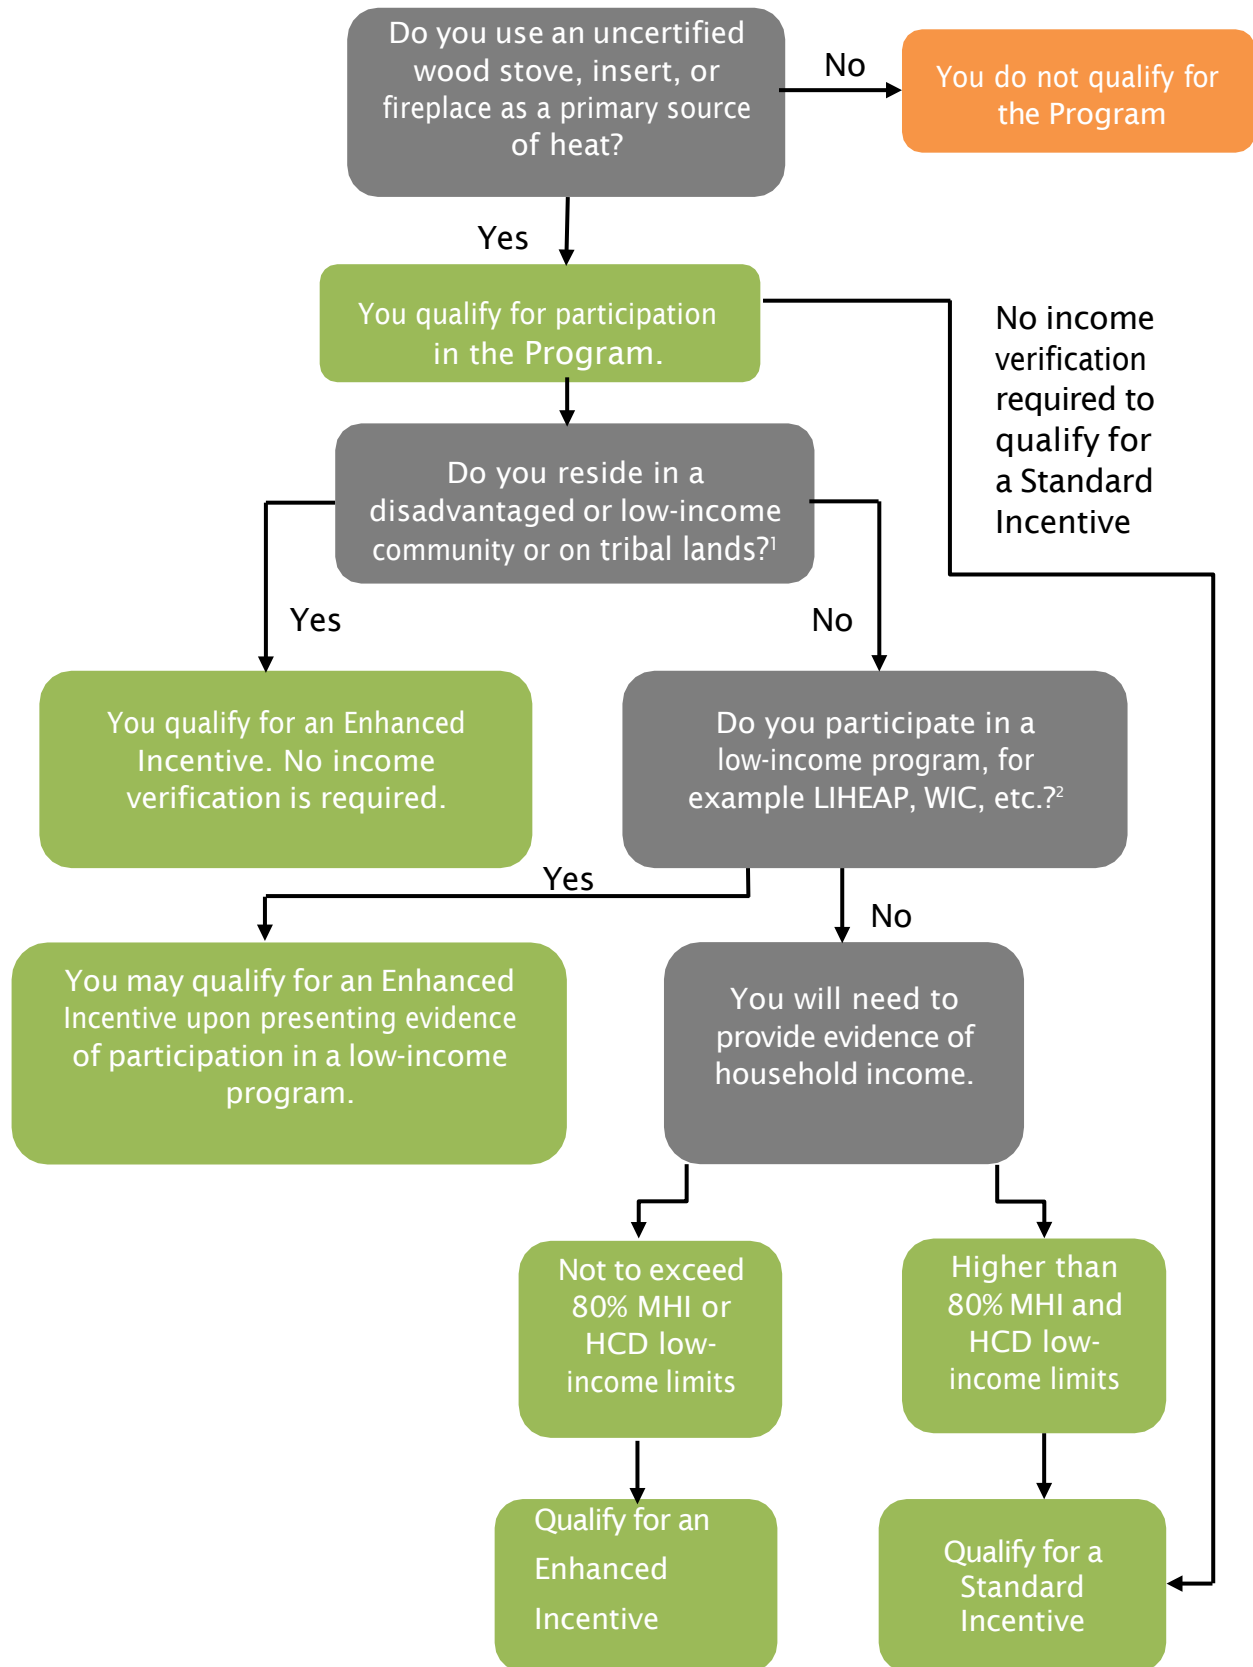 Do you use an uncertified
wood stove, insert, or
fireplace as a primary source
of heat?
No
You do not qualify for
the Program
Yes
You qualify for participation
in the Program.
No income
verification
required to
qualify for
a Standard
Incentive
Do you reside in a
disadvantaged or low-income
community or on tribal lands?¹
Yes
No
You qualify for an Enhanced
Incentive. No income
verification is required.
Do you participate in a
low-income program, for
example LIHEAP, WIC, etc.?²
Yes
No
You may qualify for an Enhanced
Incentive upon presenting evidence
of participation in a low-income
program.
You will need to
provide evidence of
household income.
Not to exceed
80% MHI or
HCD low-
income limits
Higher than
80% MHI and
HCD low-
income limits
Qualify for an
Enhanced
Incentive
Qualify for a
Standard
Incentive